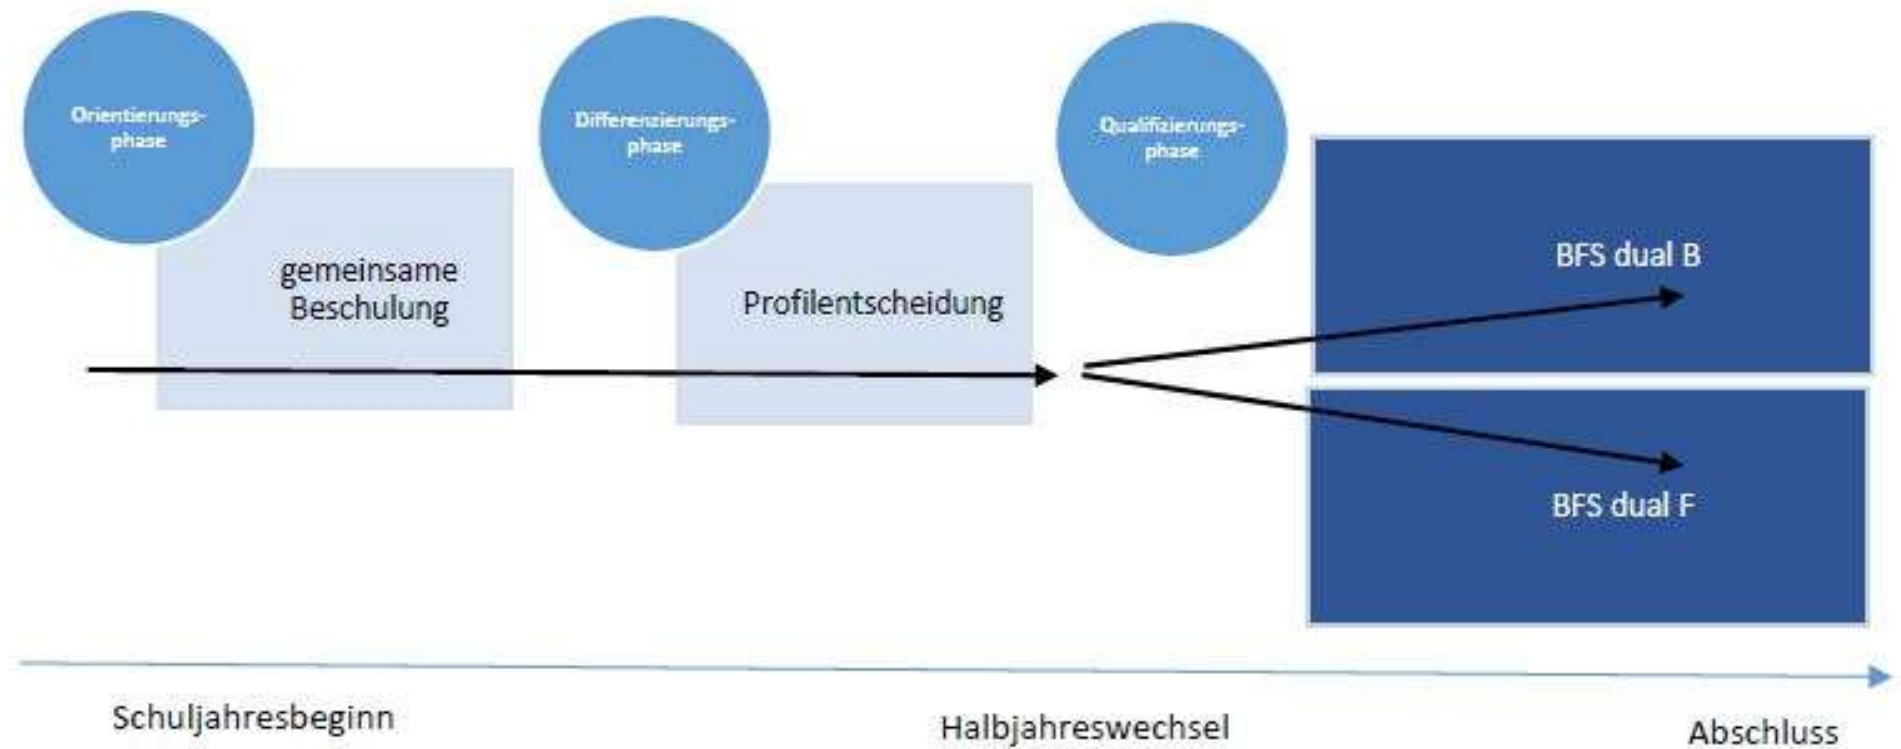 Orientierungs-
phase
gemeinsame
Beschulung
Differenzierungs-
phase
Profilentscheidung
Qualifizierungs-
phase
BFS dual B
BFS dual F
Schuljahresbeginn
Halbjahreswechsel
Abschluss